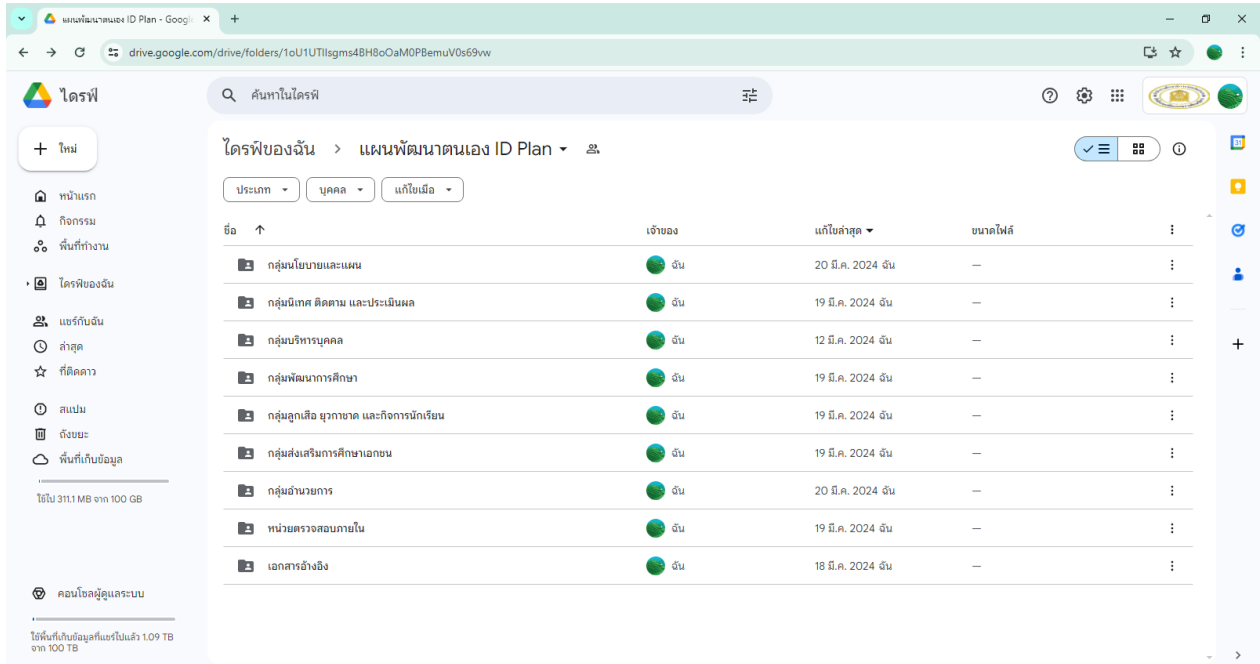 แผนพัฒนาตนเอง ID Plan - Googl
drive.google.com/drive/folders/1oU1UTIIsgms4BH8oOaM0PBemuV0s69vw
ไดรฟ์
ค้นหาในไดรฟ์
ใหม่
ไดรฟ์ของฉัน > แผนพัฒนาตนเอง ID Plan
ประเภท บุคคล แก้ไขเมื่อ
หน้าแรก
กิจกรรม
พื้นที่ทำงาน
ไดรฟ์ของฉัน
แชร์กับฉัน
ล่าสุด
ที่ติดดาว
สแปม
ถังขยะ
พื้นที่เก็บข้อมูล
ใช้ไป 311.1 MB จาก 100 GB
คอนโซลผู้ดูแลระบบ
ใช้พื้นที่เก็บข้อมูลที่แชร์ไปแล้ว 1.09 TB
จาก 100 TB
ชื่อ เจ้าของ แก้ไขล่าสุด ขนาดไฟล์
กลุ่มนโยบายและแผน ฉัน 20 มี.ค. 2024 ฉัน —
กลุ่มนิเทศ ติดตาม และประเมินผล ฉัน 19 มี.ค. 2024 ฉัน —
กลุ่มบริหารบุคคล ฉัน 12 มี.ค. 2024 ฉัน —
กลุ่มพัฒนาการศึกษา ฉัน 19 มี.ค. 2024 ฉัน —
กลุ่มลูกเสือ ยุวกาชาด และกิจการนักเรียน ฉัน 19 มี.ค. 2024 ฉัน —
กลุ่มส่งเสริมการศึกษาเอกชน ฉัน 19 มี.ค. 2024 ฉัน —
กลุ่มอำนวยการ ฉัน 20 มี.ค. 2024 ฉัน —
หน่วยตรวจสอบภายใน ฉัน 19 มี.ค. 2024 ฉัน —
เอกสารอ้างอิง ฉัน 18 มี.ค. 2024 ฉัน —
31